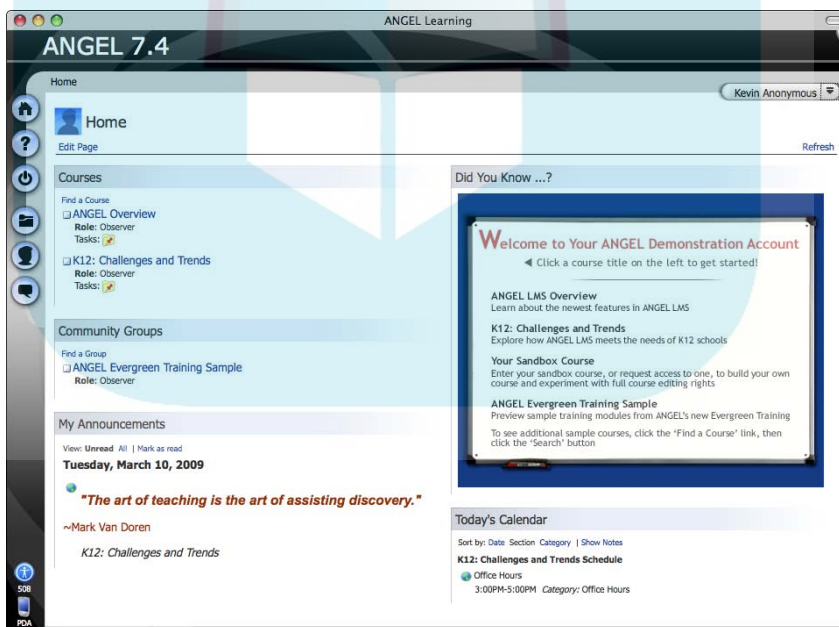 ANGEL Learning
ANGEL 7.4
Home
Kevin Anonymous
Home
Edit Page
Refresh
Courses
Find a Course
ANGEL Overview
Role: Observer
Tasks:
K12: Challenges and Trends
Role: Observer
Tasks:
Community Groups
Find a Group
ANGEL Evergreen Training Sample
Role: Observer
My Announcements
View: Unread All | Mark as read
Tuesday, March 10, 2009
"The art of teaching is the art of assisting discovery."
~Mark Van Doren
K12: Challenges and Trends
Did You Know ...?
Welcome to Your ANGEL Demonstration Account
◄ Click a course title on the left to get started!
ANGEL LMS Overview
Learn about the newest features in ANGEL LMS
K12: Challenges and Trends
Explore how ANGEL LMS meets the needs of K12 schools
Your Sandbox Course
Enter your sandbox course, or request access to one, to build your own
course and experiment with full course editing rights
ANGEL Evergreen Training Sample
Preview sample training modules from ANGEL's new Evergreen Training
To see additional sample courses, click the 'Find a Course' link, then
click the 'Search' button
Today's Calendar
Sort by: Date Section Category | Show Notes
K12: Challenges and Trends Schedule
Office Hours
3:00PM-5:00PM Category: Office Hours
508
PDA